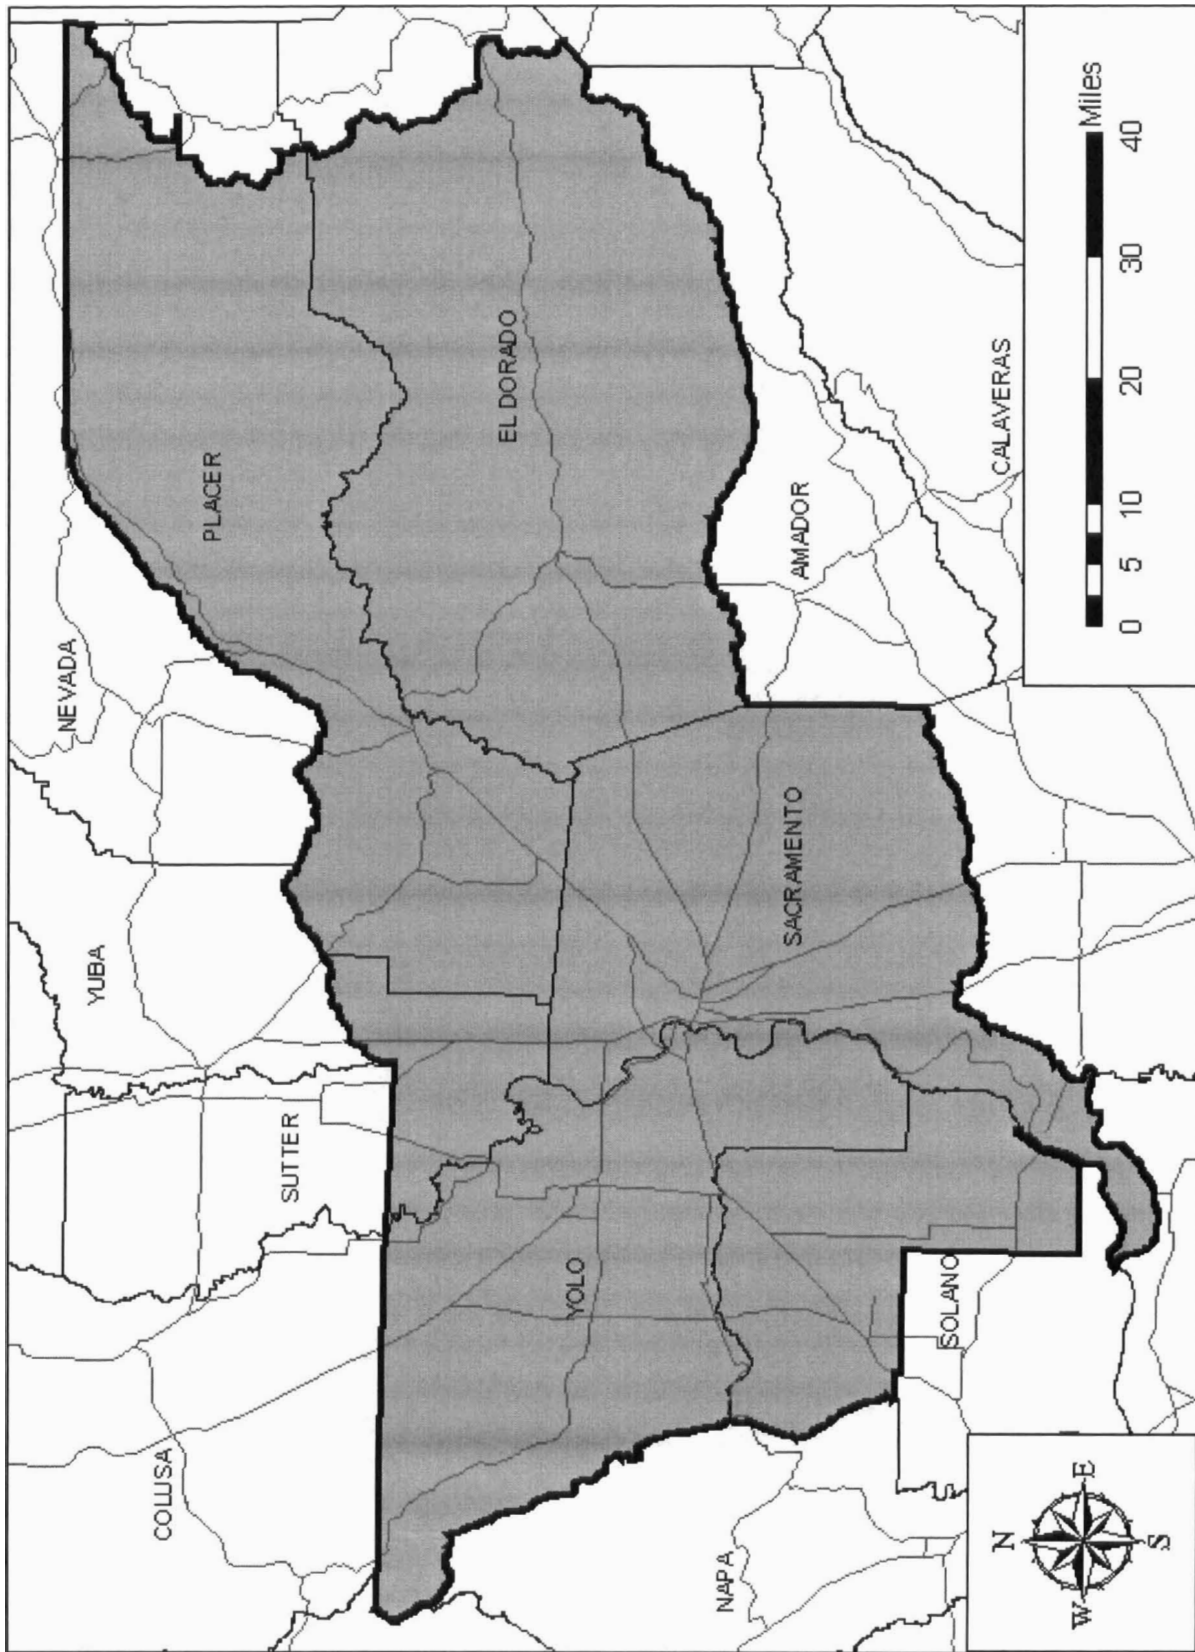 NEVADA
YUBA
SUTTER
COLUSA
PLACER
EL DORADO
YOLO
SACRAMENTO
AMADOR
CALAVERAS
SOLANO
NAPA
N
W E
S
0 5 10 20 30 40
Miles